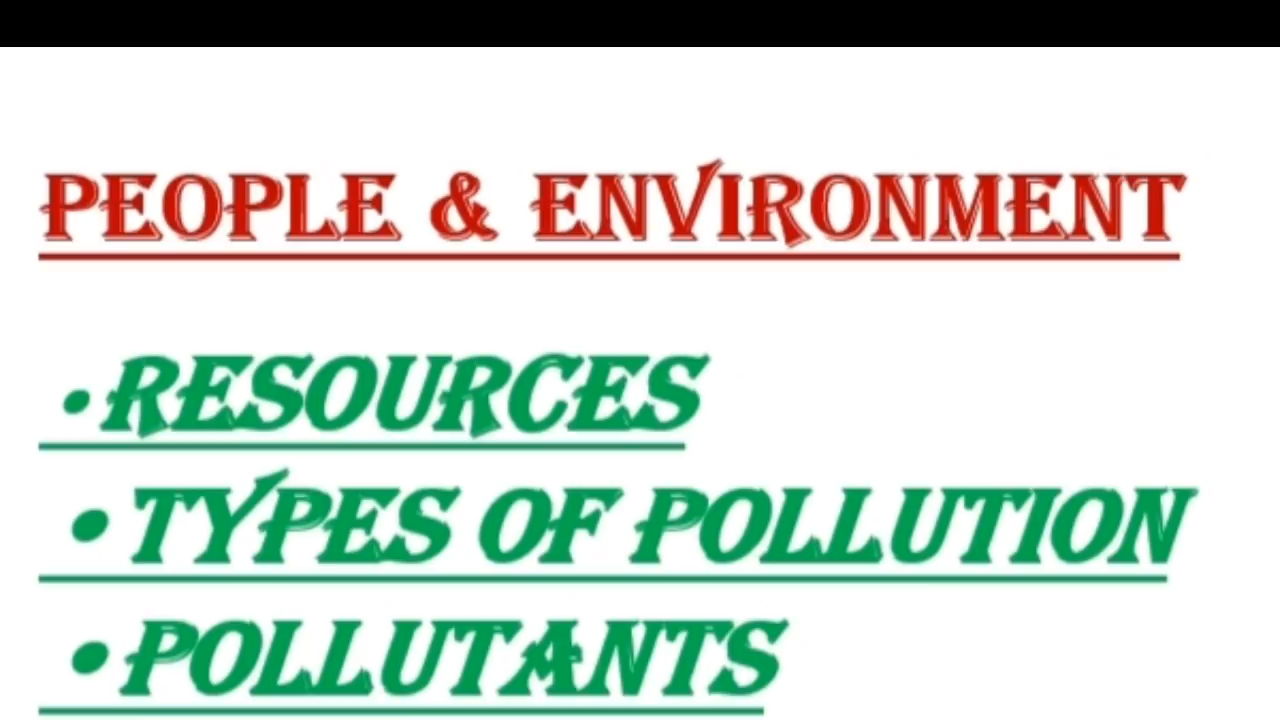 PEOPLE & ENVIRONMENT
• RESOURCES
• TYPES OF POLLUTION
• POLLUTANTS